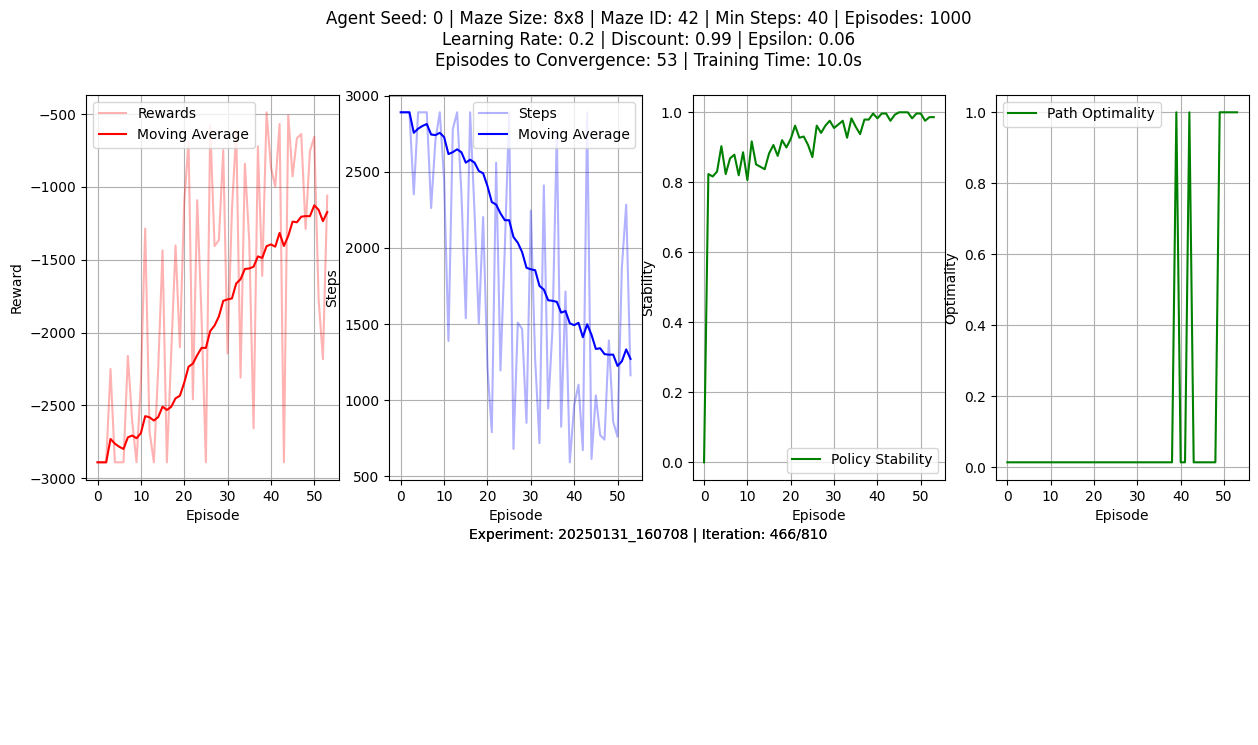 Agent Seed: 0 | Maze Size: 8x8 | Maze ID: 42 | Min Steps: 40 | Episodes: 1000
Learning Rate: 0.2 | Discount: 0.99 | Epsilon: 0.06
Episodes to Convergence: 53 | Training Time: 10.0s
Rewards
Moving Average
−500
−1000
−1500
−2000
−2500
−3000
Reward
0 10 20 30 40 50
Episode
Steps
Moving Average
3000
2500
2000
1500
1000
500
Steps
0 10 20 30 40 50
Episode
1.0
0.8
0.6
0.4
0.2
0.0
Stability
Policy Stability
0 10 20 30 40 50
Episode
Path Optimality
1.0
0.8
0.6
0.4
0.2
0.0
Optimality
0 10 20 30 40 50
Episode
Experiment: 20250131_160708 | Iteration: 466/810